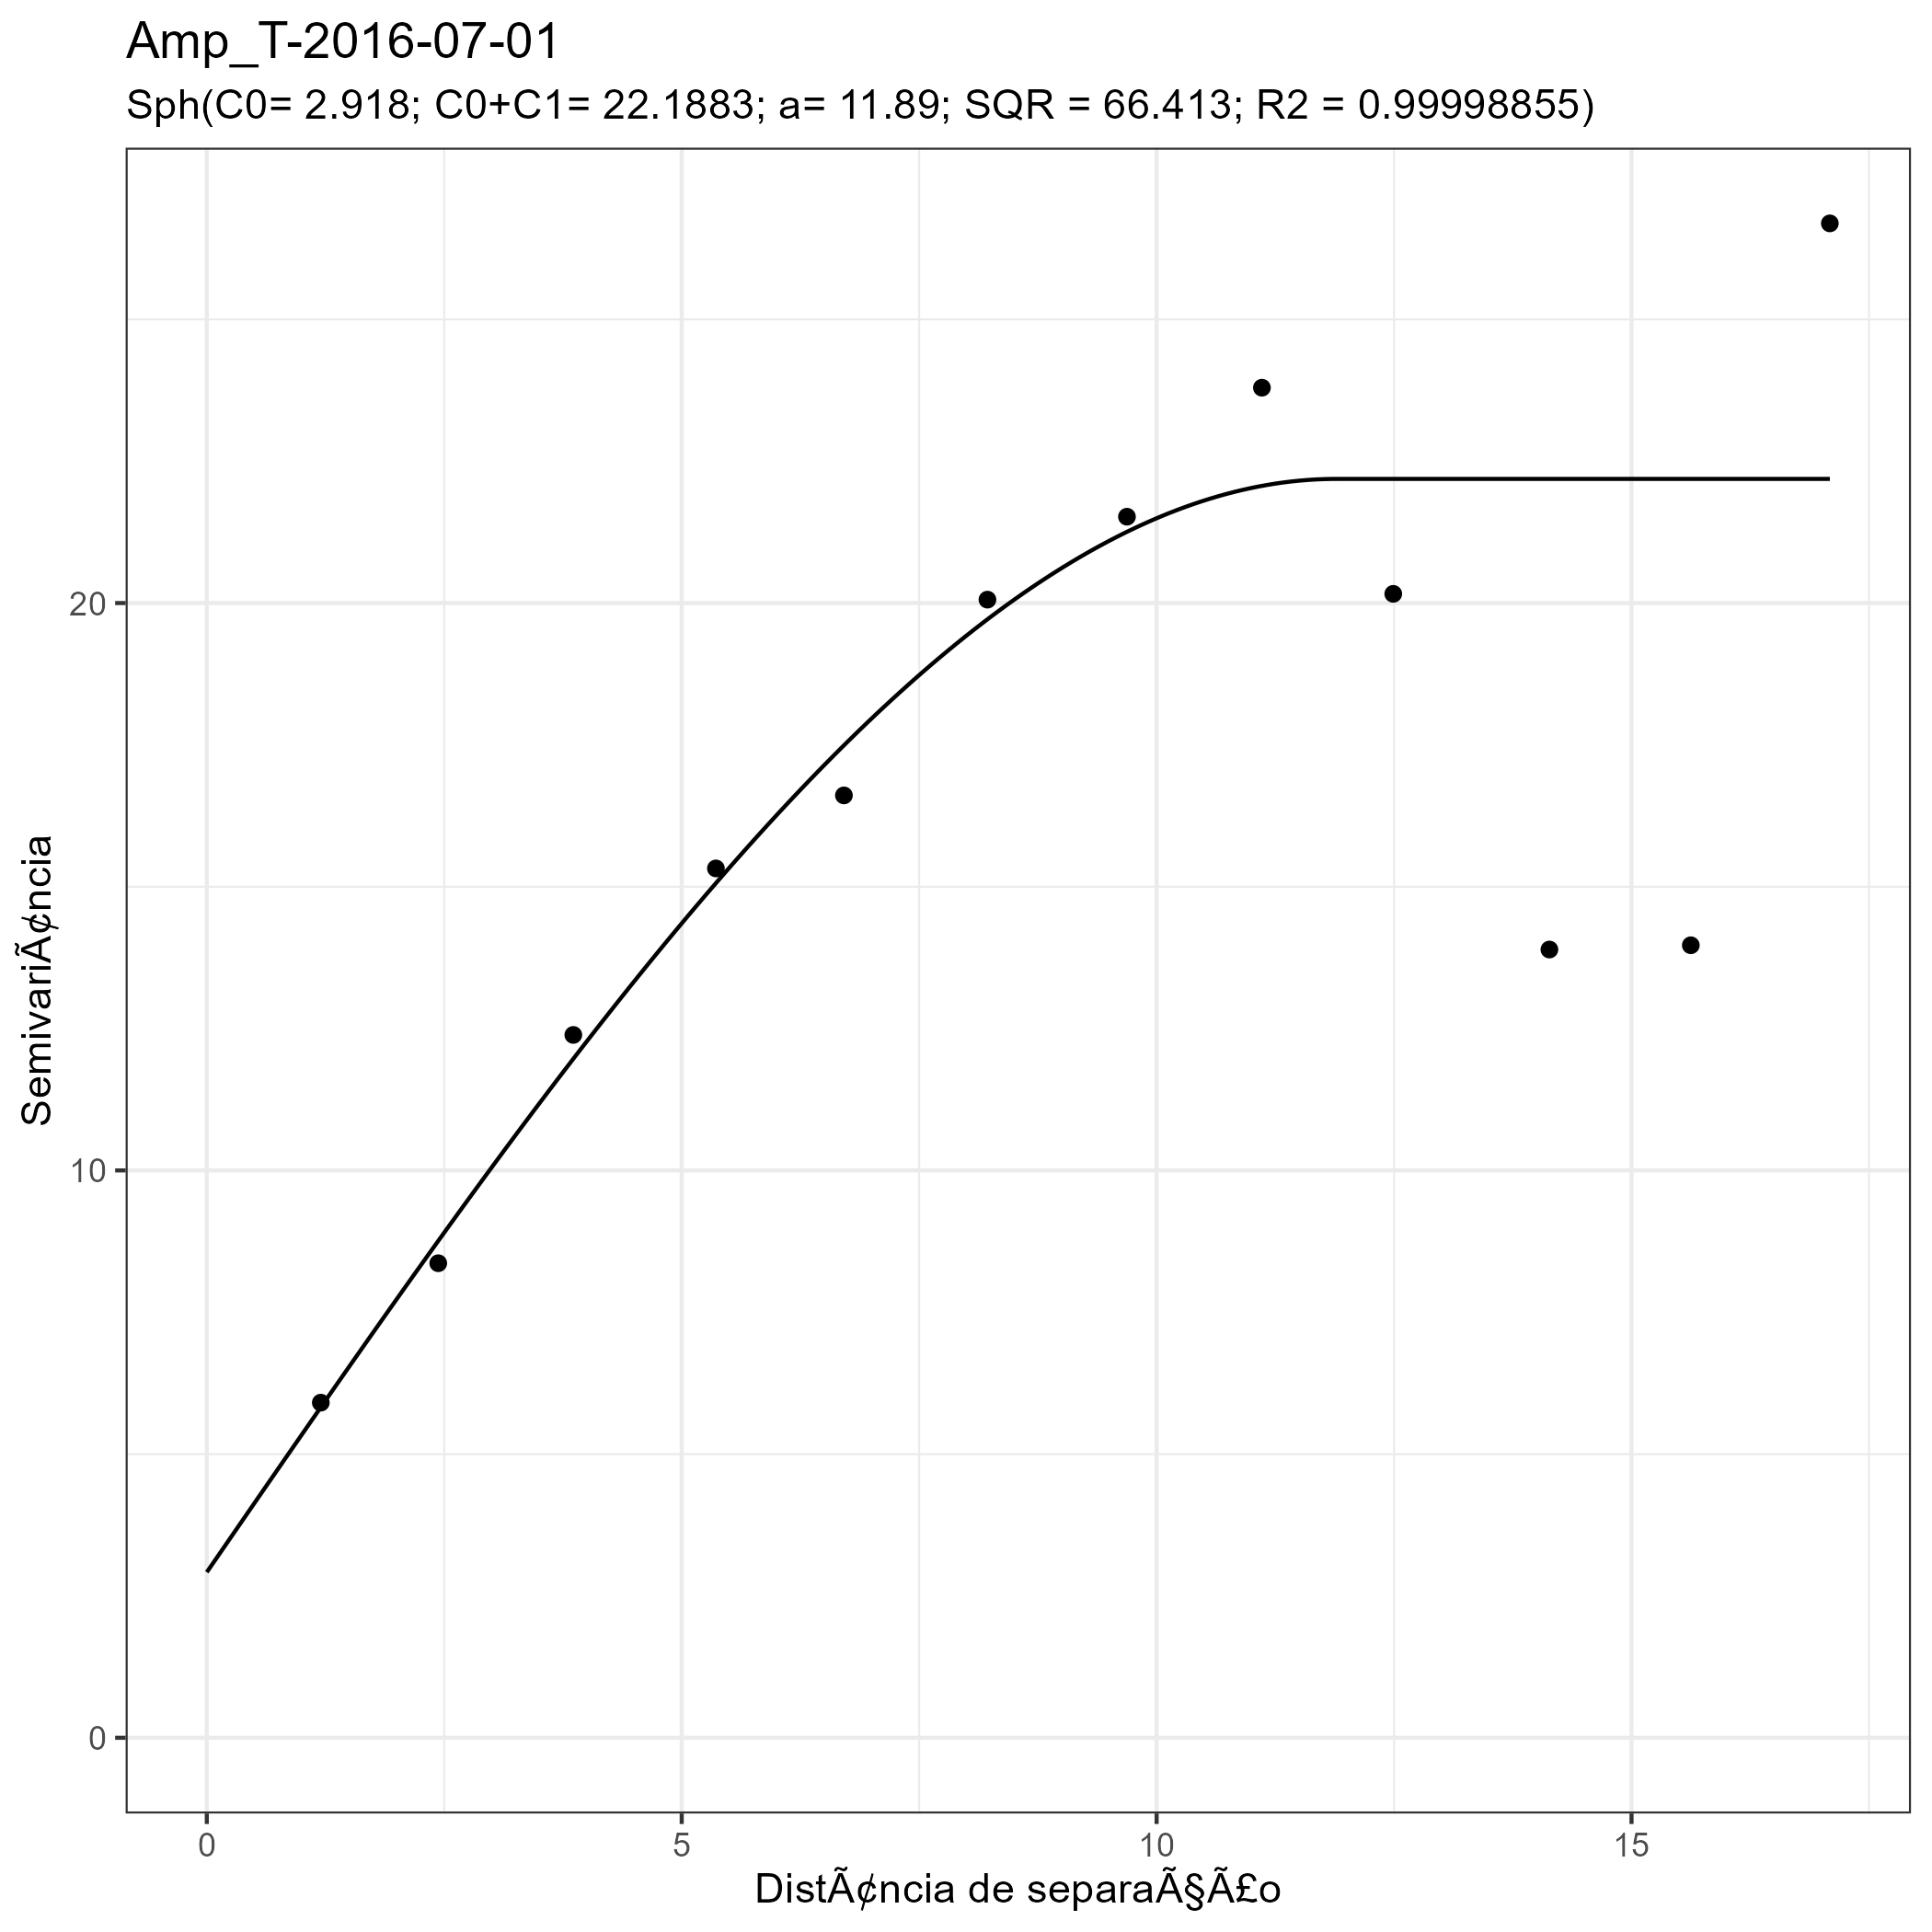 Amp_T-2016-07-01
Sph(C0= 2.918; C0+C1= 22.1883; a= 11.89; SQR = 66.413; R2 = 0.99998855)
SemivariÃ¢ncia
20
10
0
0 5 10 15
DistÃ¢ncia de separaÃ§Ã£o